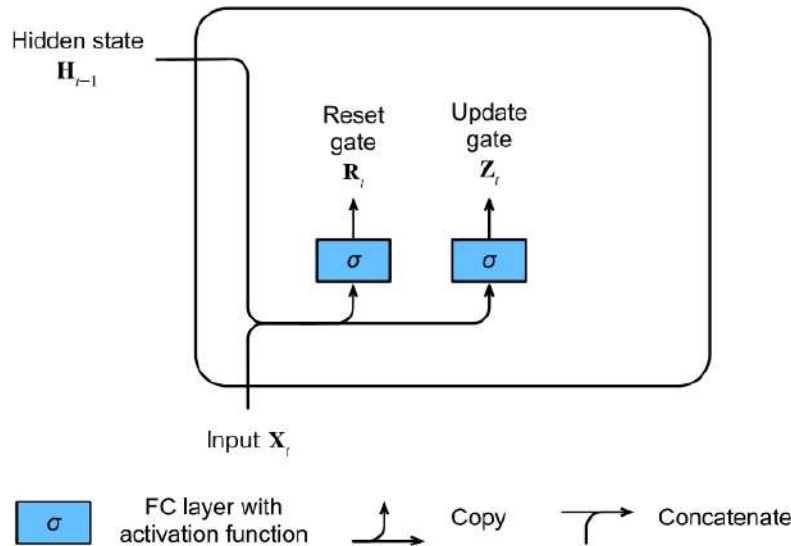 Hidden state
H_{t−1}
Reset
gate
R_t
Update
gate
Z_t
σ
σ
Input X_t
σ
FC layer with
activation function
Copy
Concatenate